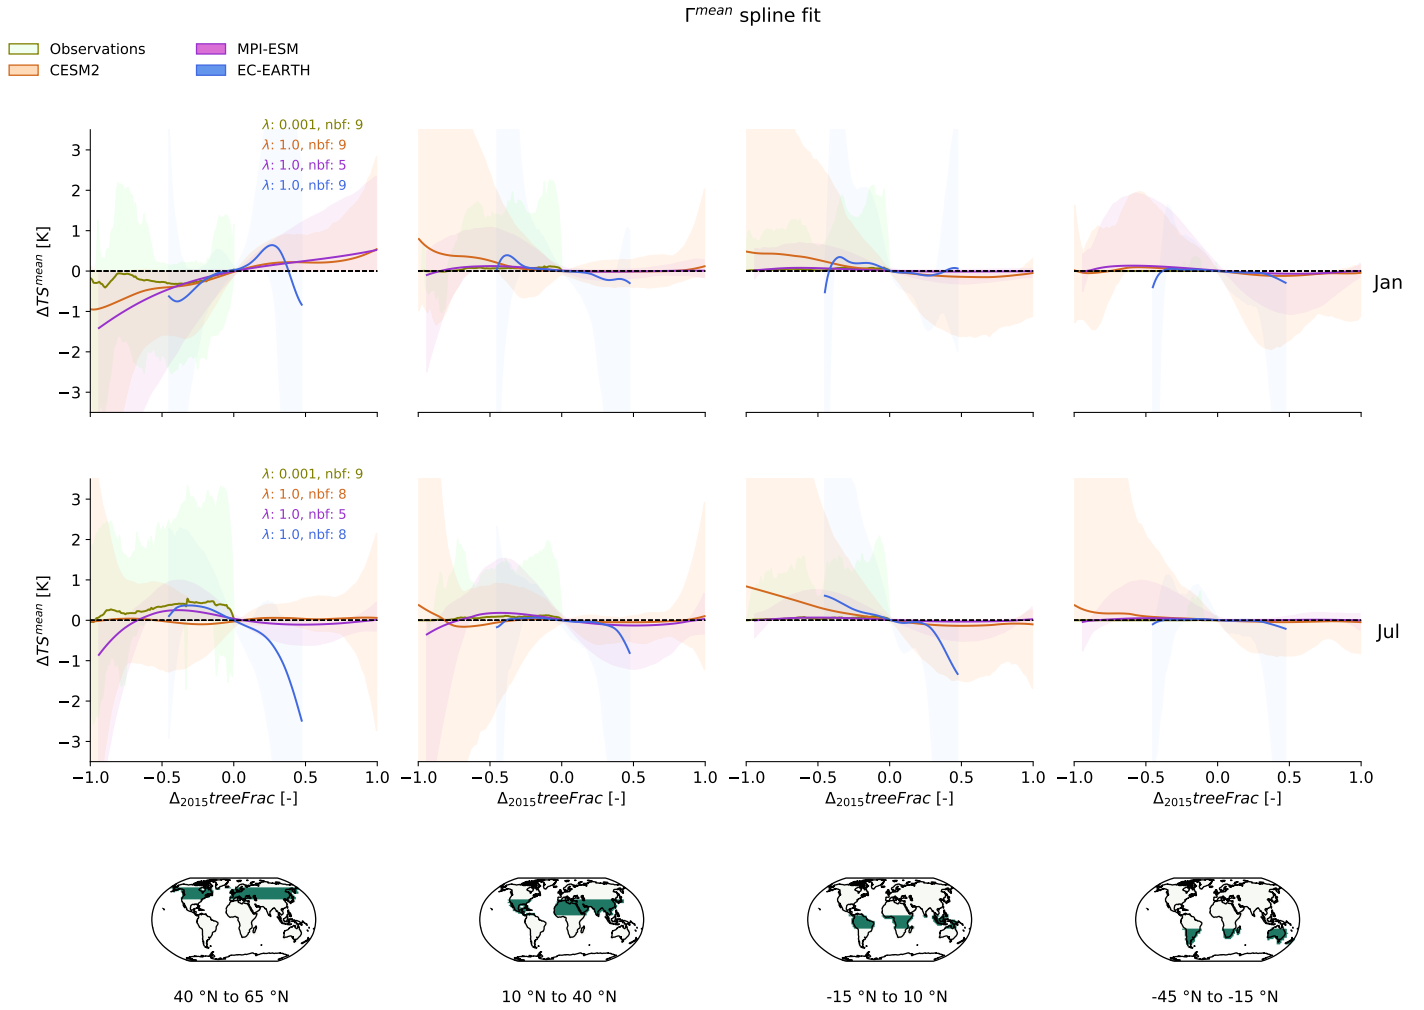 Γ^mean spline fit
Observations
CESM2
MPI-ESM
EC-EARTH
λ: 0.001, nbf: 9
λ: 1.0, nbf: 9
λ: 1.0, nbf: 5
λ: 1.0, nbf: 9
3
2
1
0
−1
−2
−3
ΔTS^mean [K]
Jan
λ: 0.001, nbf: 9
λ: 1.0, nbf: 8
λ: 1.0, nbf: 5
λ: 1.0, nbf: 8
3
2
1
0
−1
−2
−3
ΔTS^mean [K]
Jul
−1.0 −0.5 0.0 0.5 1.0
−1.0 −0.5 0.0 0.5 1.0
−1.0 −0.5 0.0 0.5 1.0
−1.0 −0.5 0.0 0.5 1.0
Δ₂₀₁₅treeFrac [-]
Δ₂₀₁₅treeFrac [-]
Δ₂₀₁₅treeFrac [-]
Δ₂₀₁₅treeFrac [-]
40 °N to 65 °N
10 °N to 40 °N
-15 °N to 10 °N
-45 °N to -15 °N